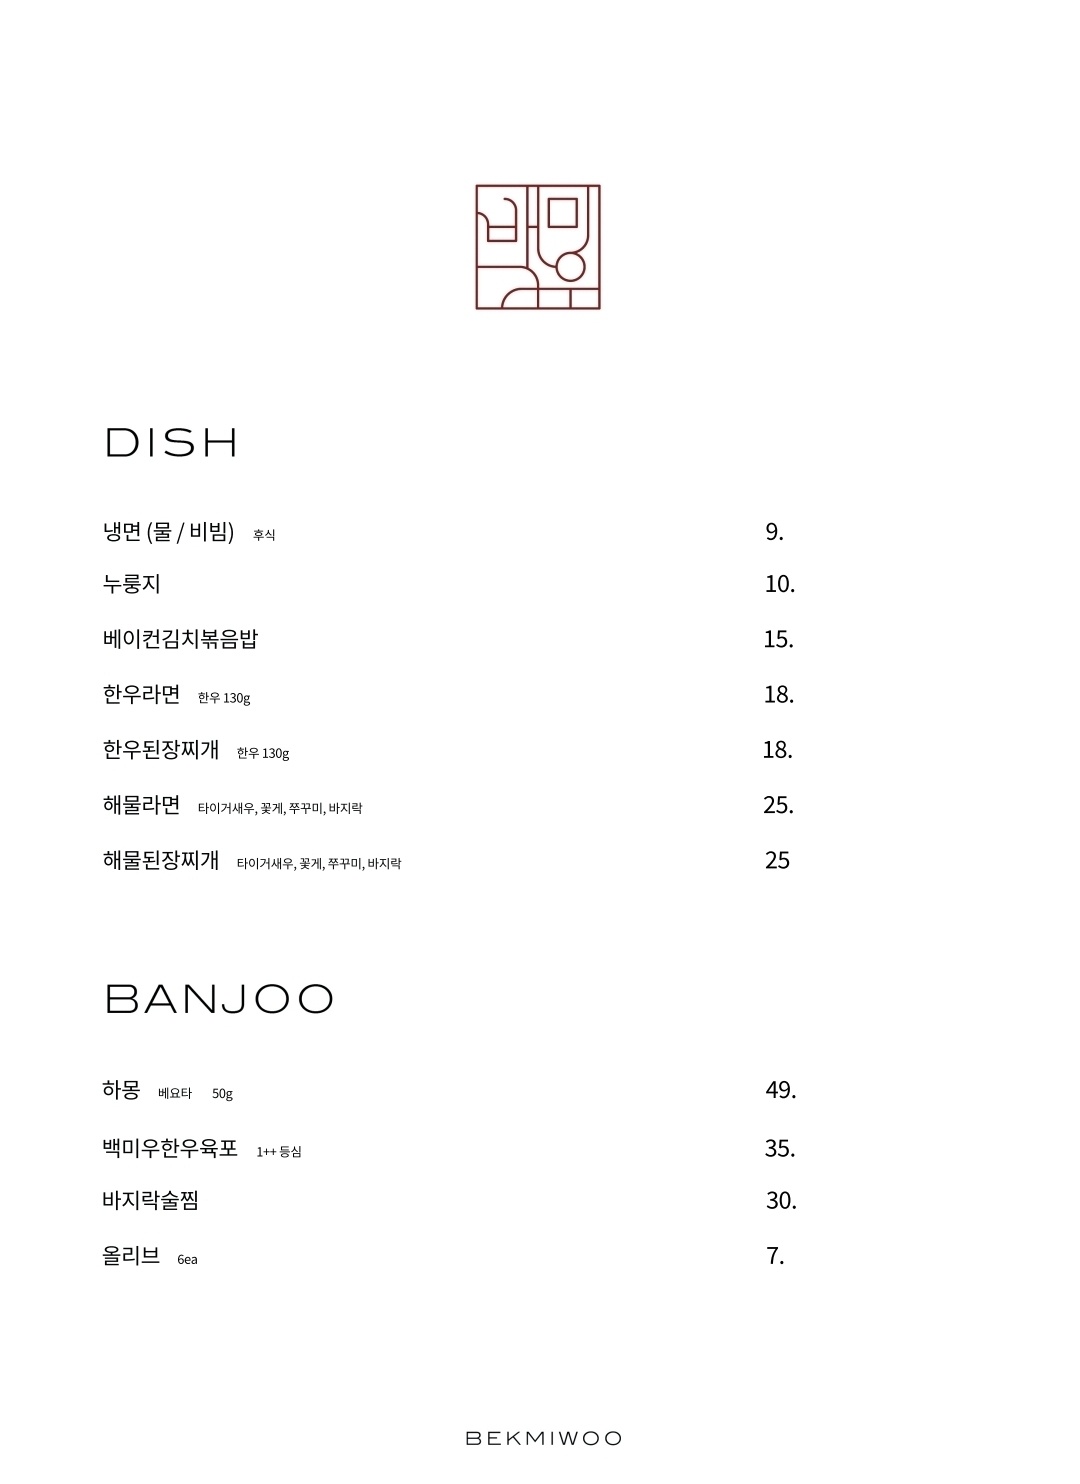 DISH
냉면 (물 / 비빔) 후식 9.
누룽지 10.
베이컨김치볶음밥 15.
한우라면 한우 130g 18.
한우된장찌개 한우 130g 18.
해물라면 타이거새우, 꽃게, 쭈꾸미, 바지락 25.
해물된장찌개 타이거새우, 꽃게, 쭈꾸미, 바지락 25
BANJOO
하몽 베요타 50g 49.
백미우한우육포 1++ 등심 35.
바지락술찜 30.
올리브 6ea 7.
BEKMIWOO